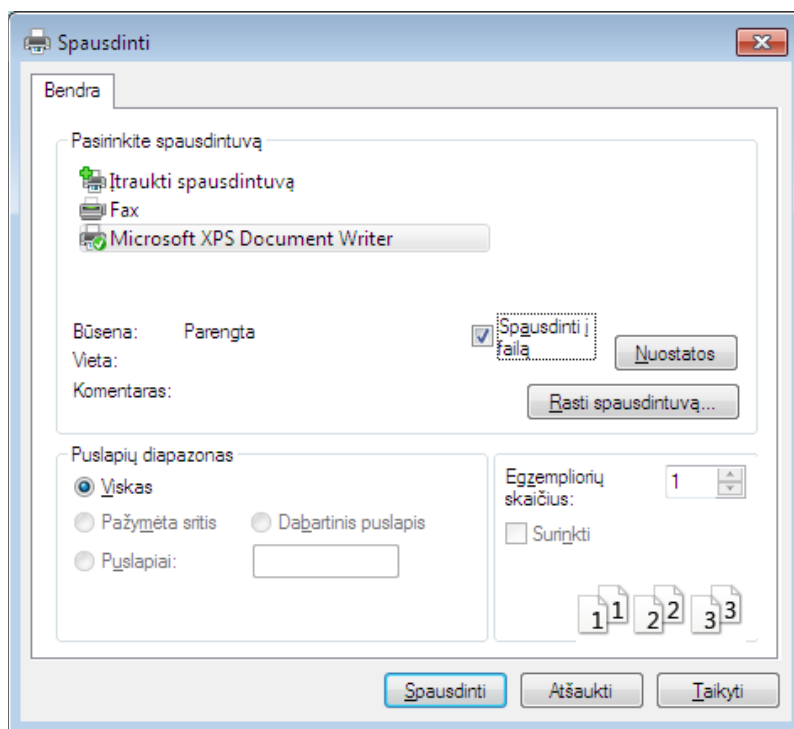 Spausdinti
Bendra
Pasirinkite spausdintuvą
Įtraukti spausdintuvą
Fax
Microsoft XPS Document Writer
Būsena: Parengta
Spausdinti į
failą
Nuostatos
Vieta:
Komentaras:
Rasti spausdintuvą...
Puslapių diapazonas
Viskas
Pažymėta sritis Dabartinis puslapis
Puslapiai:
Egzempliorių
skaičius:
1
Surinkti
1 1 2 2 3 3
Spausdinti Atšaukti Taikyti